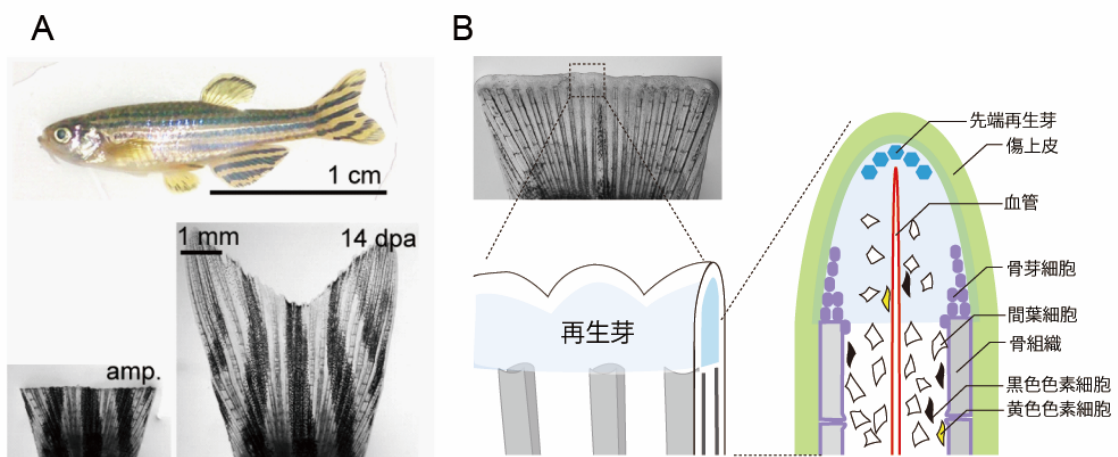 A
1 cm
1 mm
14 dpa
amp.
B
再生芽
先端再生芽
傷上皮
血管
骨芽細胞
間葉細胞
骨組織
黒色色素細胞
黄色色素細胞